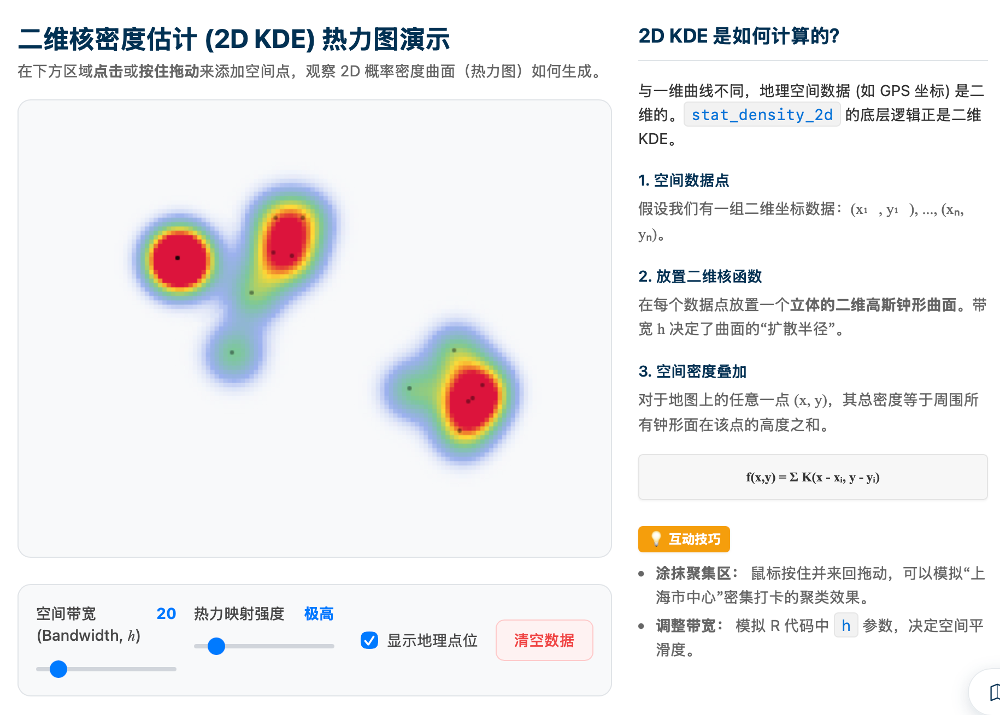 二维核密度估计 (2D KDE) 热力图演示
在下方区域点击或按住拖动来添加空间点，观察 2D 概率密度曲面（热力图）如何生成。
空间带宽
(Bandwidth, h)
20
热力映射强度
极高
显示地理点位
清空数据
2D KDE 是如何计算的?
与一维曲线不同，地理空间数据 (如 GPS 坐标) 是二
维的。 stat_density_2d 的底层逻辑正是二维
KDE。
1. 空间数据点
假设我们有一组二维坐标数据：(x₁, y₁), ..., (xₙ,
yₙ)。
2. 放置二维核函数
在每个数据点放置一个立体的二维高斯钟形曲面。带
宽 h 决定了曲面的“扩散半径”。
3. 空间密度叠加
对于地图上的任意一点 (x, y)，其总密度等于周围所
有钟形面在该点的高度之和。
f(x,y) = Σ K(x - xᵢ, y - yᵢ)
💡 互动技巧
涂抹聚集区： 鼠标按住并来回拖动，可以模拟“上
海市中心”密集打卡的聚类效果。
调整带宽： 模拟 R 代码中 h 参数，决定空间平
滑度。